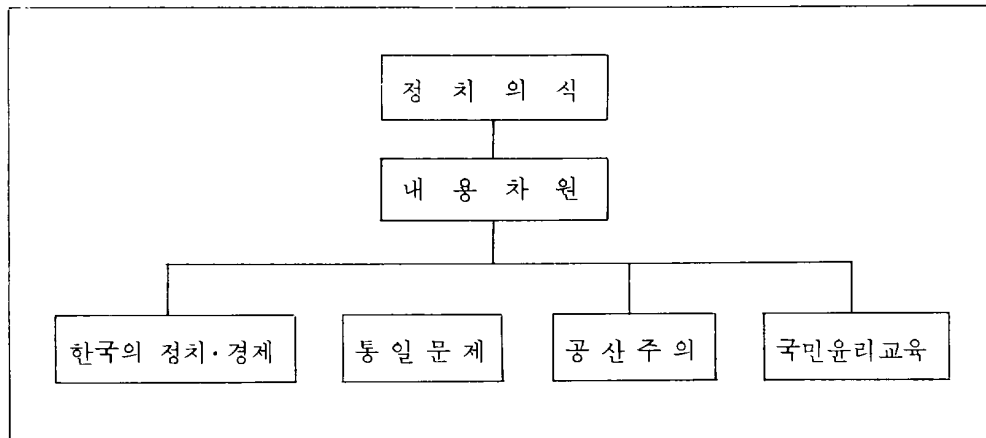 정치의식
내용차원
한국의 정치·경제
통일문제
공산주의
국민윤리교육